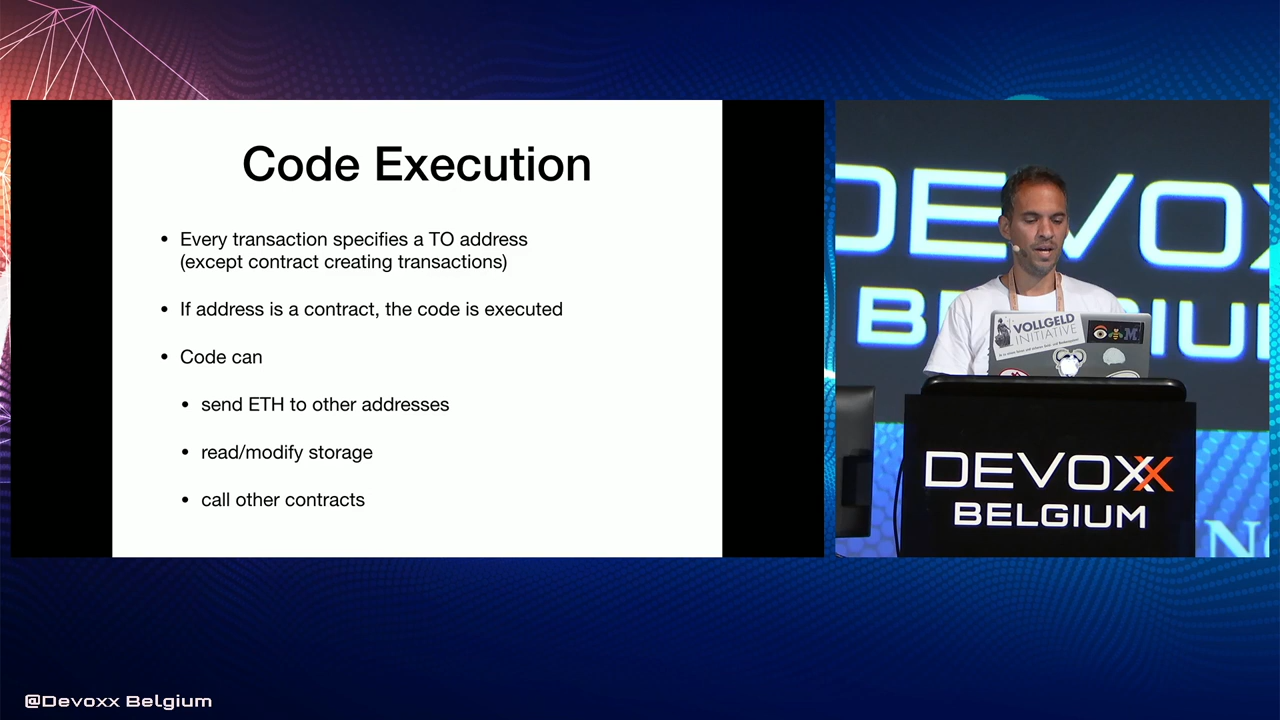 Code Execution
• Every transaction specifies a TO address
(except contract creating transactions)
• If address is a contract, the code is executed
• Code can
• send ETH to other addresses
• read/modify storage
• call other contracts
DEVOX
BELGIUM
VOLLGELD
INITIATIVE
M
DEVOXX
BELGIUM
@Devoxx Belgium